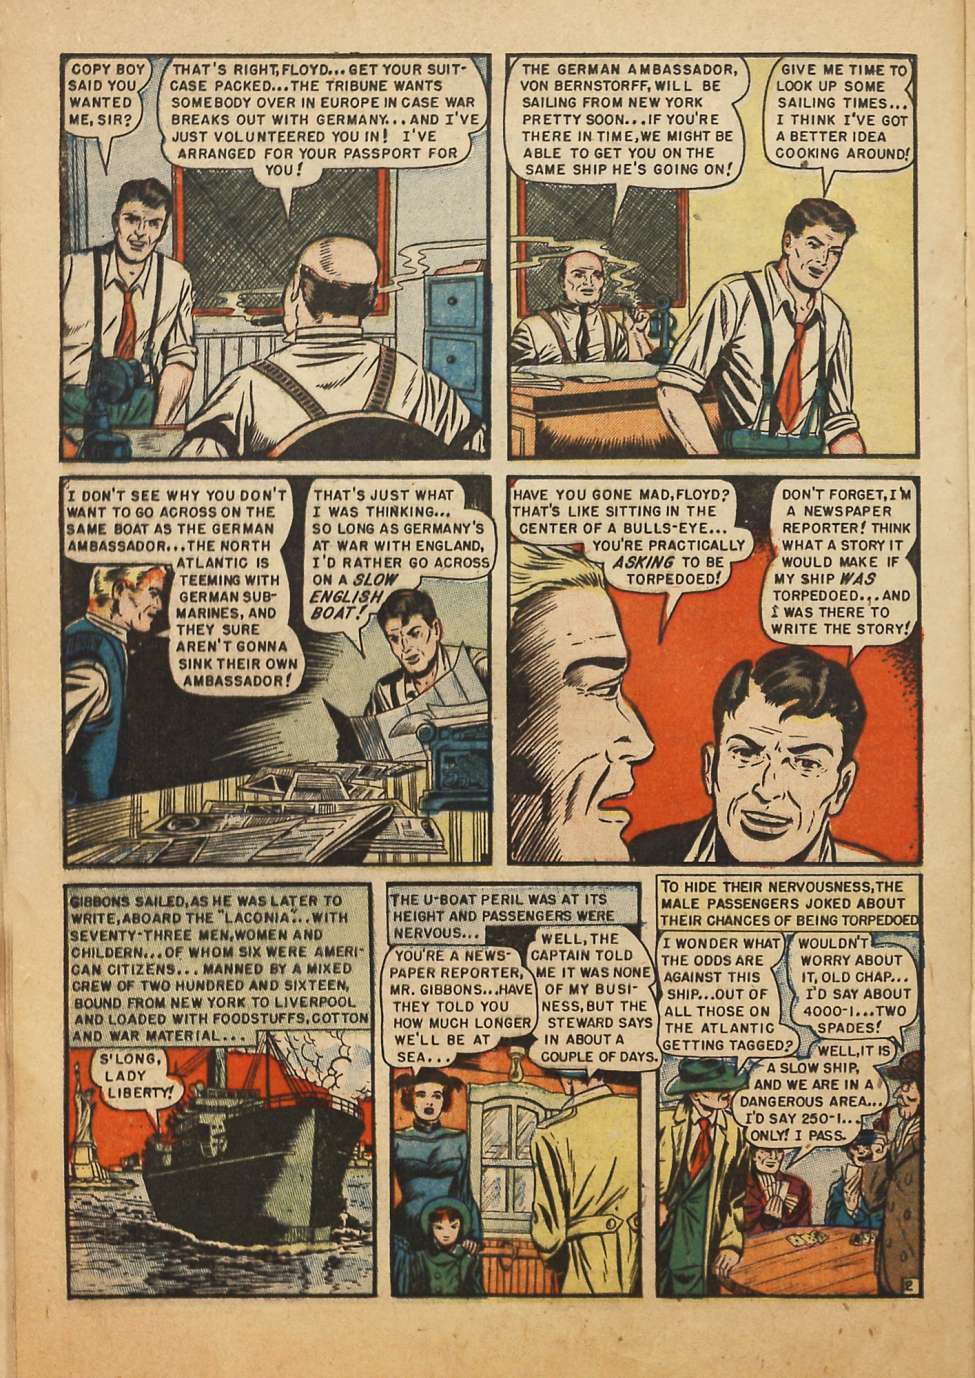 COPY BOY
SAID YOU
WANTED
ME, SIR?
THAT'S RIGHT, FLOYD... GET YOUR SUIT-
CASE PACKED... THE TRIBUNE WANTS
SOMEBODY OVER IN EUROPE IN CASE WAR
BREAKS OUT WITH GERMANY... AND I'VE
JUST VOLUNTEERED YOU IN! I'VE
ARRANGED FOR YOUR PASSPORT FOR
YOU!
THE GERMAN AMBASSADOR,
VON BERNSTORFF, WILL BE
SAILING FROM NEW YORK
PRETTY SOON... IF YOU'RE
THERE IN TIME, WE MIGHT BE
ABLE TO GET YOU ON THE
SAME SHIP HE'S GOING ON!
GIVE ME TIME TO
LOOK UP SOME
SAILING TIMES...
I THINK I'VE GOT
A BETTER IDEA
COOKING AROUND!
I DON'T SEE WHY YOU DON'T
WANT TO GO ACROSS ON THE
SAME BOAT AS THE GERMAN
AMBASSADOR... THE NORTH
ATLANTIC IS
TEEMING WITH
GERMAN SUB-
MARINES, AND
THEY SURE
AREN'T GONNA
SINK THEIR OWN
AMBASSADOR!
THAT'S JUST WHAT
I WAS THINKING...
SO LONG AS GERMANY'S
AT WAR WITH ENGLAND,
I'D RATHER GO ACROSS
ON A SLOW
ENGLISH
BOAT!
HAVE YOU GONE MAD, FLOYD?
THAT'S LIKE SITTING IN THE
CENTER OF A BULLS-EYE...
YOU'RE PRACTICALLY
ASKING TO BE
TORPEDOED!
DON'T FORGET, I'M
A NEWSPAPER
REPORTER! THINK
WHAT A STORY IT
WOULD MAKE IF
MY SHIP WAS
TORPEDOED... AND
I WAS THERE TO
WRITE THE STORY!
GIBBONS SAILED, AS HE WAS LATER TO
WRITE, ABOARD THE "LACONIA"... WITH
SEVENTY-THREE MEN, WOMEN AND
CHILDERN... OF WHOM SIX WERE AMERI-
CAN CITIZENS... MANNED BY A MIXED
CREW OF TWO HUNDRED AND SIXTEEN,
BOUND FROM NEW YORK TO LIVERPOOL
AND LOADED WITH FOODSTUFFS, COTTON
AND WAR MATERIAL...
S'LONG,
LADY
LIBERTY!
THE U-BOAT PERIL WAS AT ITS
HEIGHT AND PASSENGERS WERE
NERVOUS...
YOU'RE A NEWS-
PAPER REPORTER,
MR. GIBBONS... HAVE
THEY TOLD YOU
HOW MUCH LONGER
WE'LL BE AT
SEA...
WELL, THE
CAPTAIN TOLD
ME IT WAS NONE
OF MY BUSI-
NESS, BUT THE
STEWARD SAYS
IN ABOUT A
COUPLE OF DAYS.
TO HIDE THEIR NERVOUSNESS, THE
MALE PASSENGERS JOKED ABOUT
THEIR CHANCES OF BEING TORPEDOED
I WONDER WHAT
THE ODDS ARE
AGAINST THIS
SHIP... OUT OF
ALL THOSE ON
THE ATLANTIC
GETTING TAGGED?
WOULDN'T
WORRY ABOUT
IT, OLD CHAP...
I'D SAY ABOUT
4000-1... TWO
SPADES!
WELL, IT IS
A SLOW SHIP,
AND WE ARE IN A
DANGEROUS AREA...
I'D SAY 250-1...
ONLY! I PASS.
2